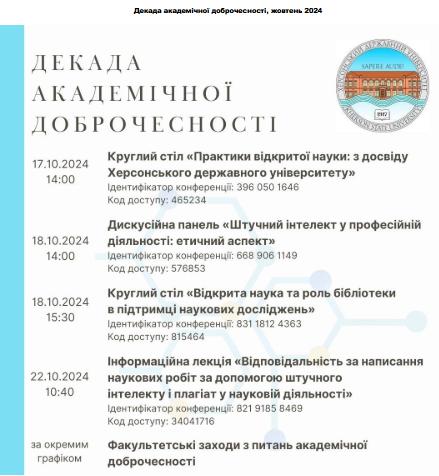 Декада академічної доброчесності, жовтень 2024
ДЕКАДА
АКАДЕМІЧНОЇ
ДОБРОЧЕСНОСТІ
SAPERE AUDE!
1917
17.10.2024
14:00
Круглий стіл «Практики відкритої науки: з досвіду
Херсонського державного університету»
Ідентифікатор конференції: 396 050 1646
Код доступу: 465234
18.10.2024
14:00
Дискусійна панель «Штучний інтелект у професійній
діяльності: етичний аспект»
Ідентифікатор конференції: 668 906 1149
Код доступу: 576853
18.10.2024
15:30
Круглий стіл «Відкрита наука та роль бібліотеки
в підтримці наукових досліджень»
Ідентифікатор конференції: 831 1812 4363
Код доступу: 815464
22.10.2024
10:40
Інформаційна лекція «Відповідальність за написання
наукових робіт за допомогою штучного
інтелекту і плагіат у науковій діяльності»
Ідентифікатор конференції: 821 9185 8469
Код доступу: 34041716
за окремим
графіком
Факультетські заходи з питань академічної
доброчесності